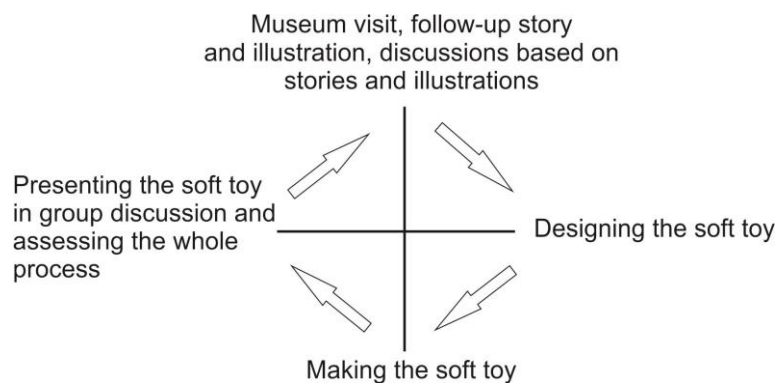 Museum visit, follow-up story
and illustration, discussions based on
stories and illustrations
Presenting the soft toy
in group discussion and
assessing the whole
process
Designing the soft toy
Making the soft toy